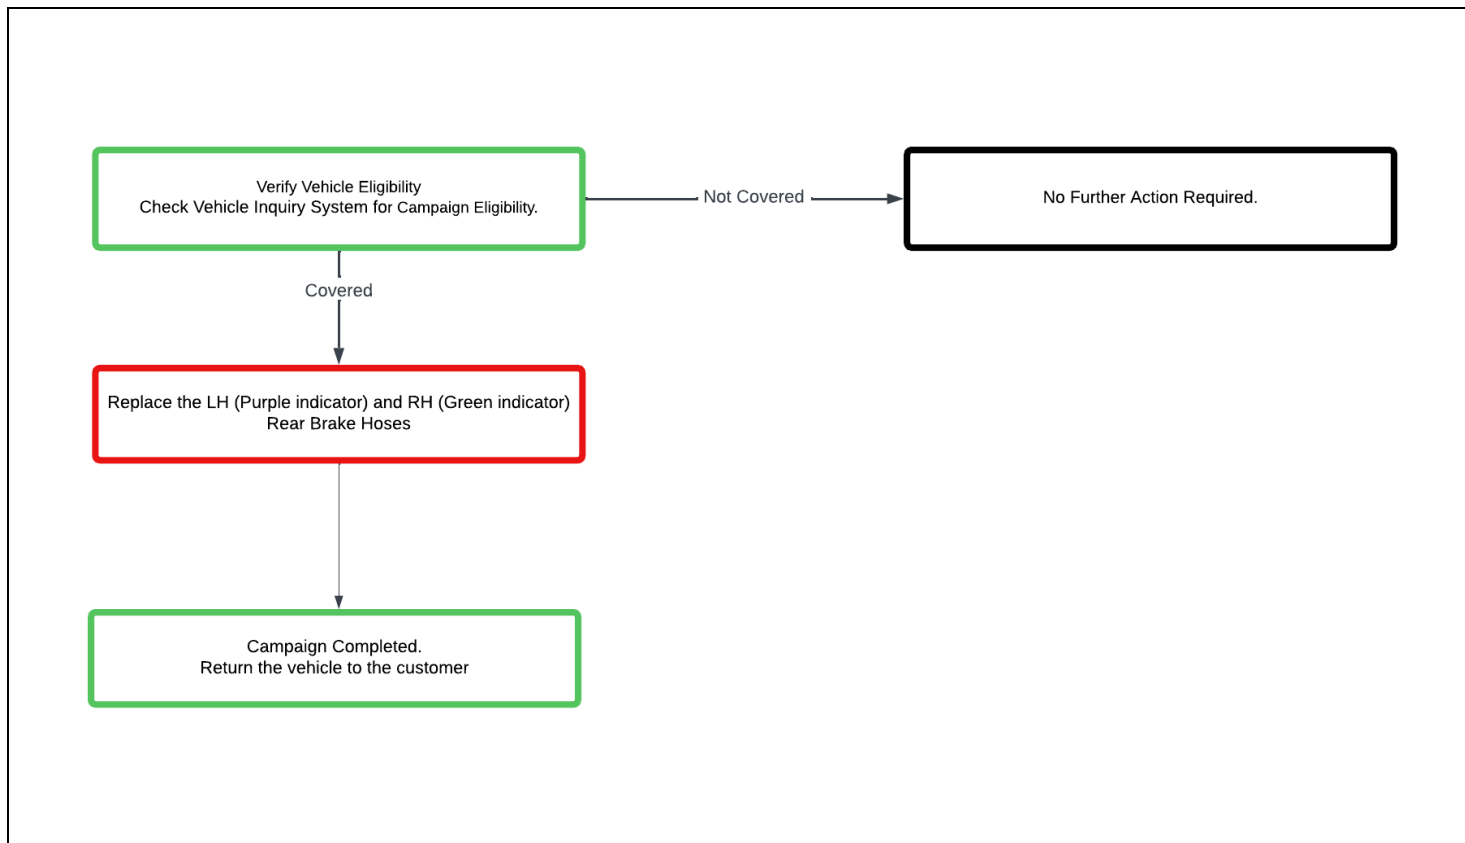 Verify Vehicle Eligibility
Check Vehicle Inquiry System for Campaign Eligibility.
Not Covered
No Further Action Required.
Covered
Replace the LH (Purple indicator) and RH (Green indicator)
Rear Brake Hoses
Campaign Completed.
Return the vehicle to the customer